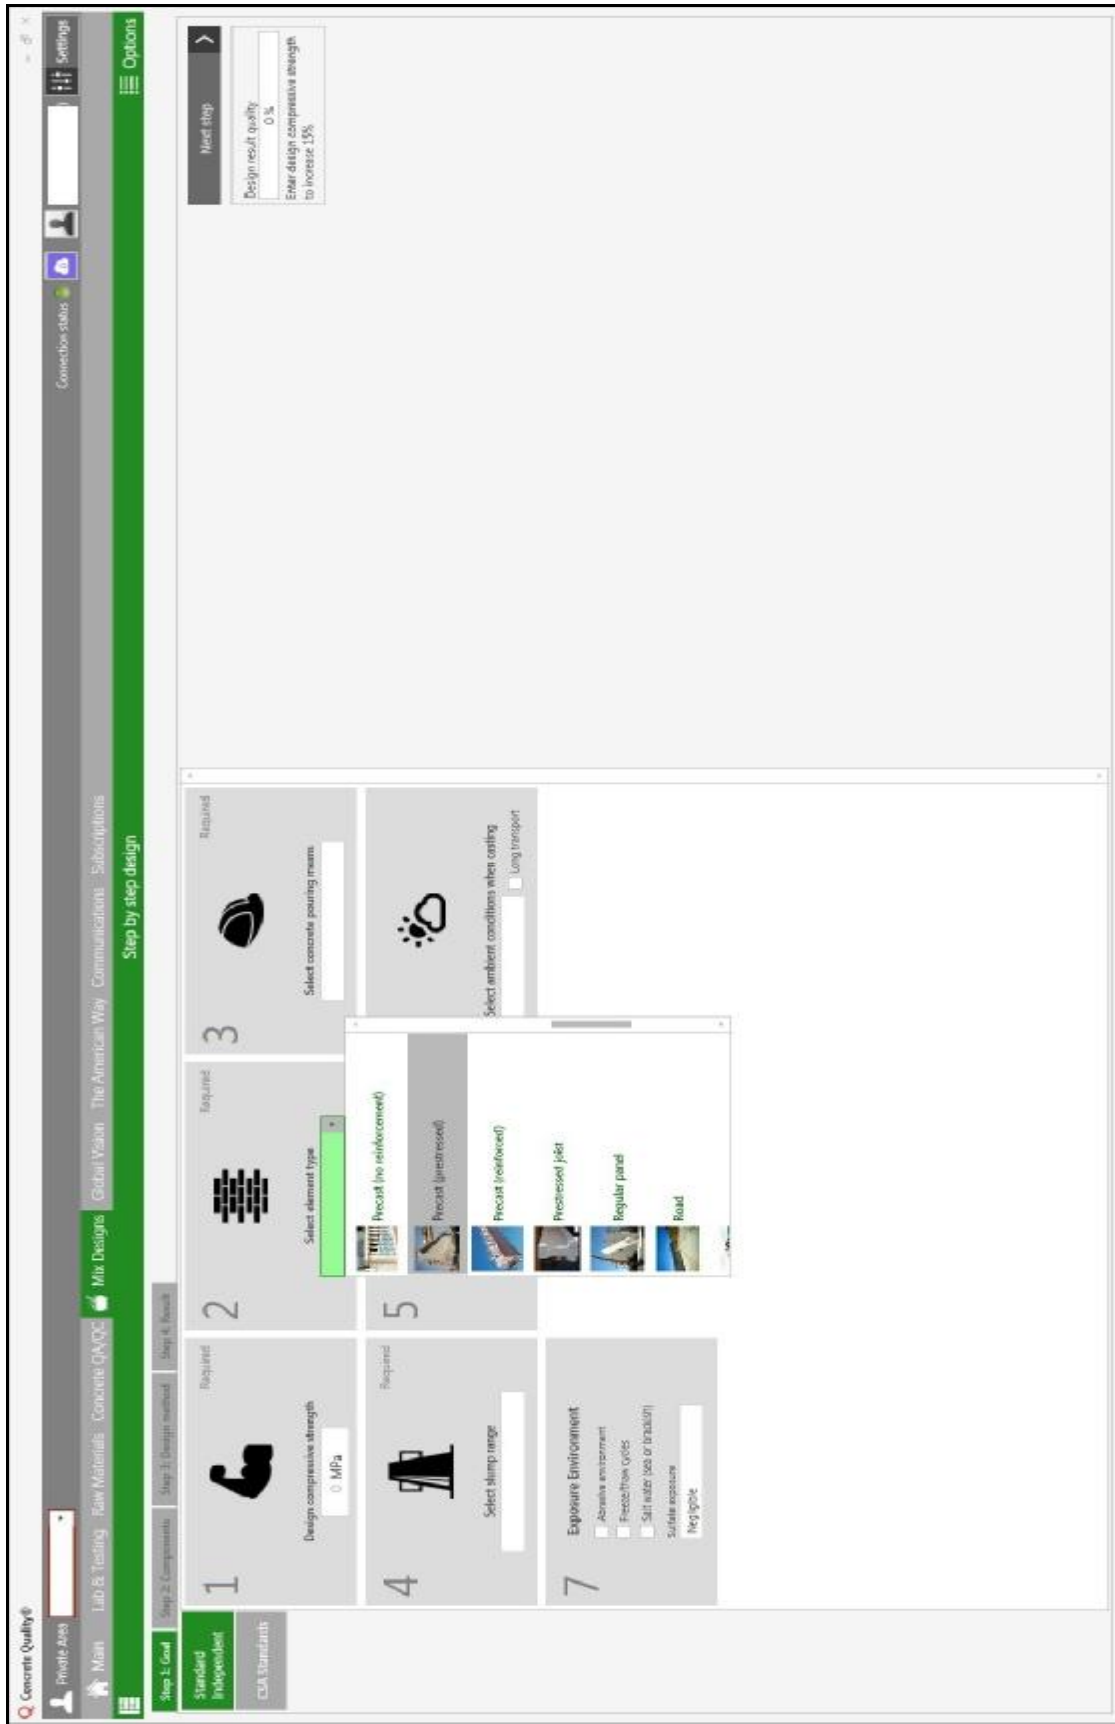 Concrete Quality®
Private Area
Connection status
Settings
Main
Lab & Testing
Raw Materials
Concrete QA/QC
Mix Designs
Global Vision
The American Way
Communications
Subscriptions
Step by step design
Options
Step 1: Goal
Step 2: Components
Step 3: Design method
Step 4: Result
Standard
Independent
CSA Standards
1
Required
Design compressive strength
0 MPa
2
Required
Select element type
Precast (no reinforcement)
Precast (prestressed)
Precast (reinforced)
Prestressed joist
Regular panel
Road
3
Required
Select concrete pouring means
4
Required
Select slump range
5
Select ambient conditions when casting
Long transport
7
Exposure Environment
Abrasive environment
Freeze/thaw cycles
Salt water (sea or brackish)
Sulfate exposure
Negligible
Next step
Design result quality
0 %
Enter design compressive strength
to increase 15%